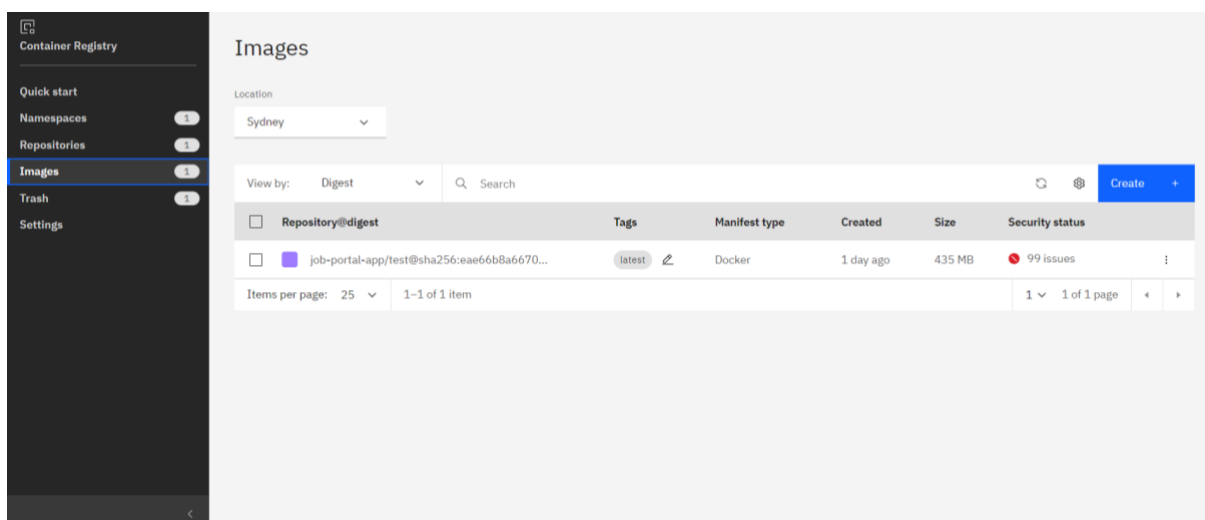 Container Registry
Quick start
Namespaces 1
Repositories 1
Images 1
Trash 1
Settings
Images
Location
Sydney
View by: Digest Search Create +
Repository@digest Tags Manifest type Created Size Security status
job-portal-app/test@sha256:eae66b8a6670... latest Docker 1 day ago 435 MB 99 issues
Items per page: 25 1–1 of 1 item 1 1 of 1 page